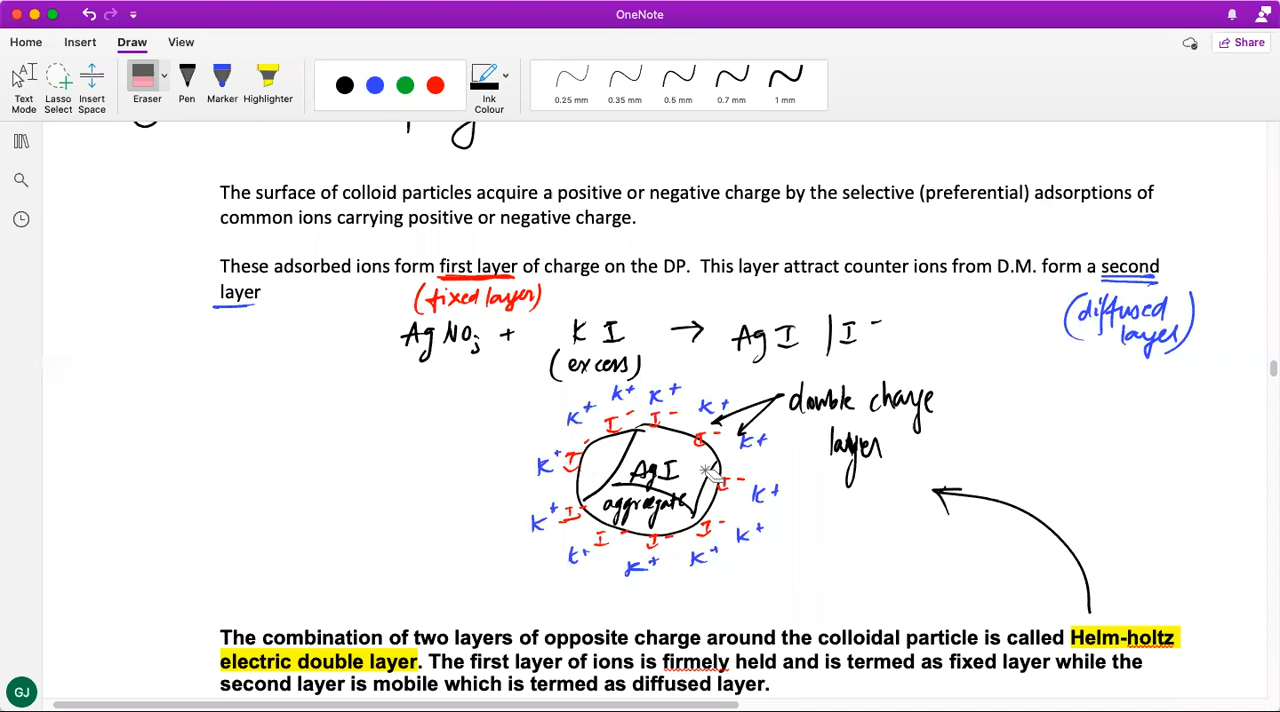 OneNote
Home Insert Draw View
Share
Text Mode
Lasso Select
Insert Space
Eraser
Pen
Marker
Highlighter
Ink Colour
0.25 mm 0.35 mm 0.5 mm 0.7 mm 1 mm
The surface of colloid particles acquire a positive or negative charge by the selective (preferential) adsorptions of
common ions carrying positive or negative charge.
These adsorbed ions form first layer of charge on the DP. This layer attract counter ions from D.M. form a second
layer
(fixed layer)
(diffused
layer)
AgNO₃ + KI → AgI | I⁻
(excess)
K⁺ K⁺ K⁺ K⁺
I⁻ I⁻ I⁻
double charge
layer
K⁺
K⁺ I⁻
AgI
aggregate
I⁻ K⁺
K⁺ I⁻
I⁻ I⁻ I⁻ K⁺
K⁺ K⁺ K⁺
The combination of two layers of opposite charge around the colloidal particle is called Helm-holtz
electric double layer. The first layer of ions is firmely held and is termed as fixed layer while the
second layer is mobile which is termed as diffused layer.
GJ